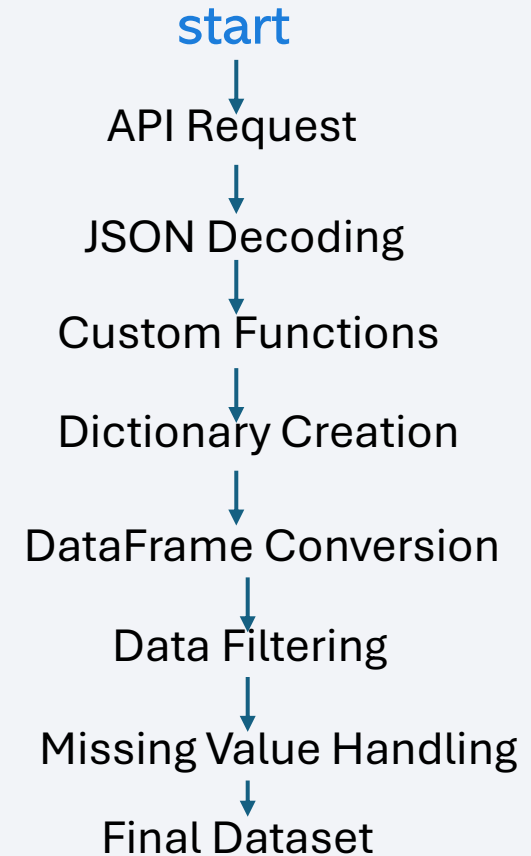 start
API Request
JSON Decoding
Custom Functions
Dictionary Creation
DataFrame Conversion
Data Filtering
Missing Value Handling
Final Dataset